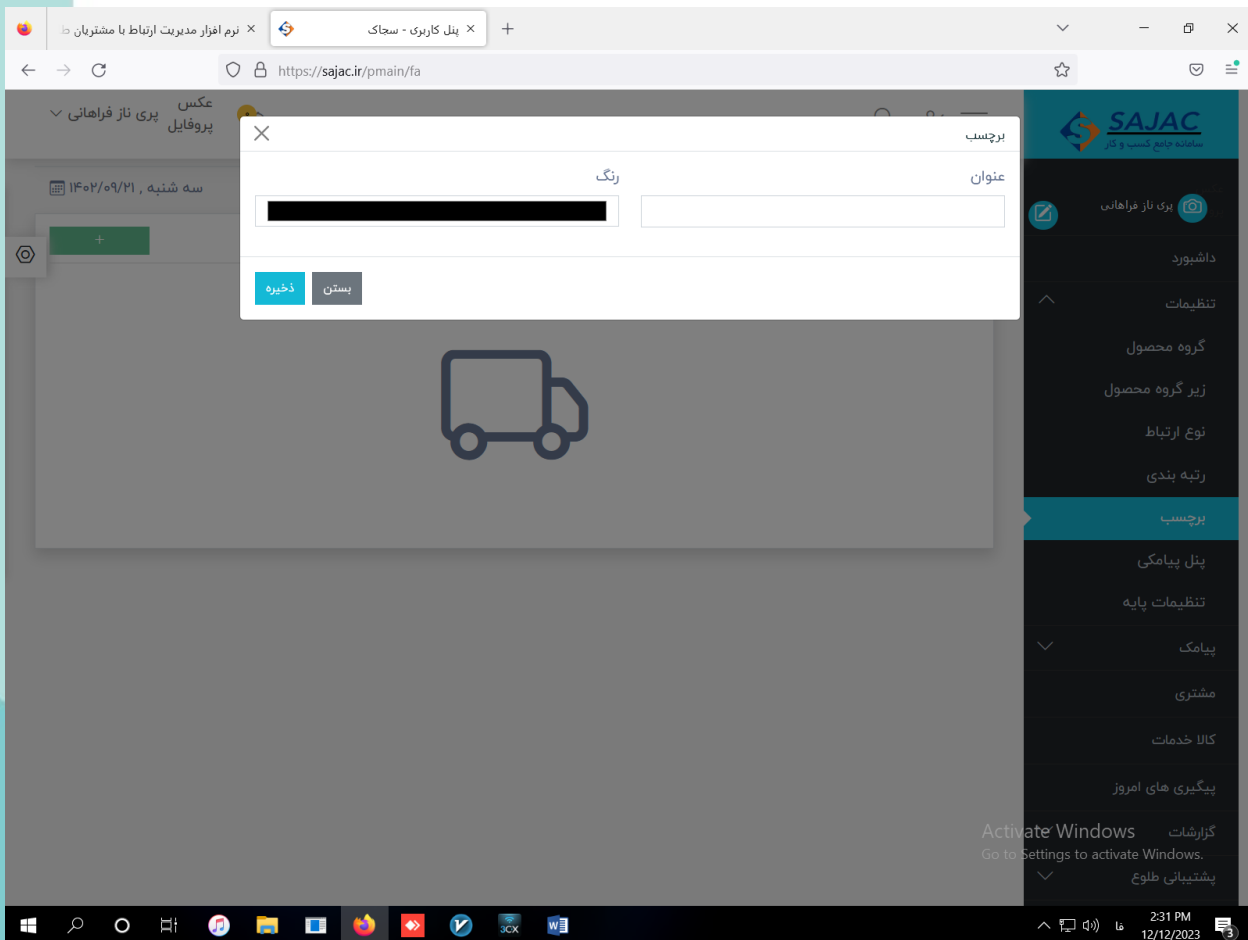 نرم افزار مدیریت ارتباط با مشتریان ط
پنل کاربری - سجاک
https://sajac.ir/pmain/fa
SAJAC
سامانه جامع کسب و کار
عکس پروفایل
پری ناز فراهانی
سه شنبه , ۱۴۰۲/۰۹/۲۱
برچسب
عنوان
رنگ
بستن
ذخیره
پری ناز فراهانی
داشبورد
تنظیمات
گروه محصول
زیر گروه محصول
نوع ارتباط
رتبه بندی
برچسب
پنل پیامکی
تنظیمات پایه
پیامک
مشتری
کالا خدمات
پیگیری های امروز
گزارشات
پشتیبانی طلوع
Activate Windows
Go to Settings to activate Windows.
3CX
فا
2:31 PM
12/12/2023
3